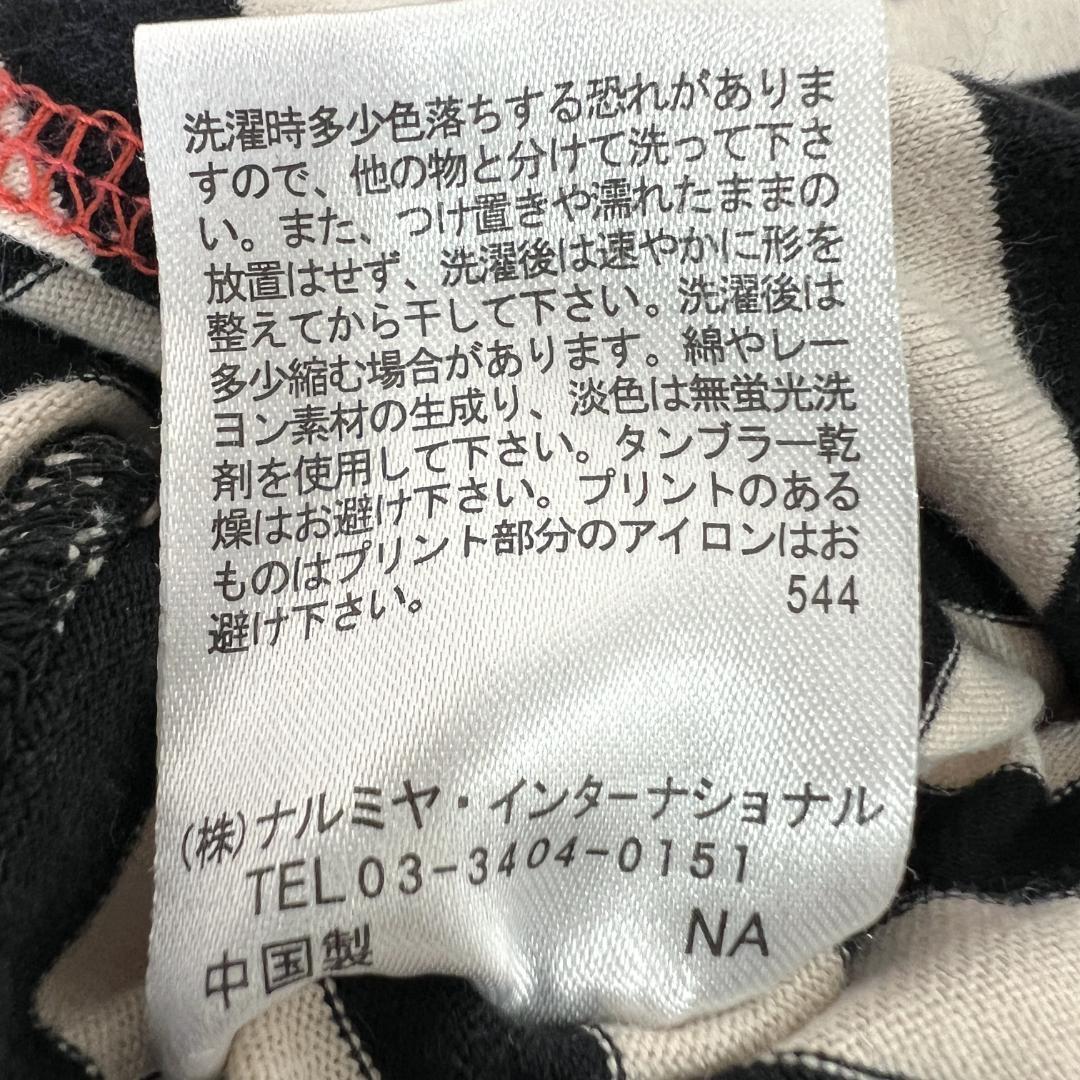 洗濯時多少色落ちする恐れがありま
すので、他の物と分けて洗って下さ
い。また、つけ置きや濡れたままの
放置はせず、洗濯後は速やかに形を
整えてから干して下さい。洗濯後は
多少縮む場合があります。綿やレー
ヨン素材の生成り、淡色は無蛍光洗
剤を使用して下さい。タンブラー乾
燥はお避け下さい。プリントのある
ものはプリント部分のアイロンはお
避け下さい。 544
(株)ナルミヤ・インターナショナル
TEL03-3404-0151
中国製 NA